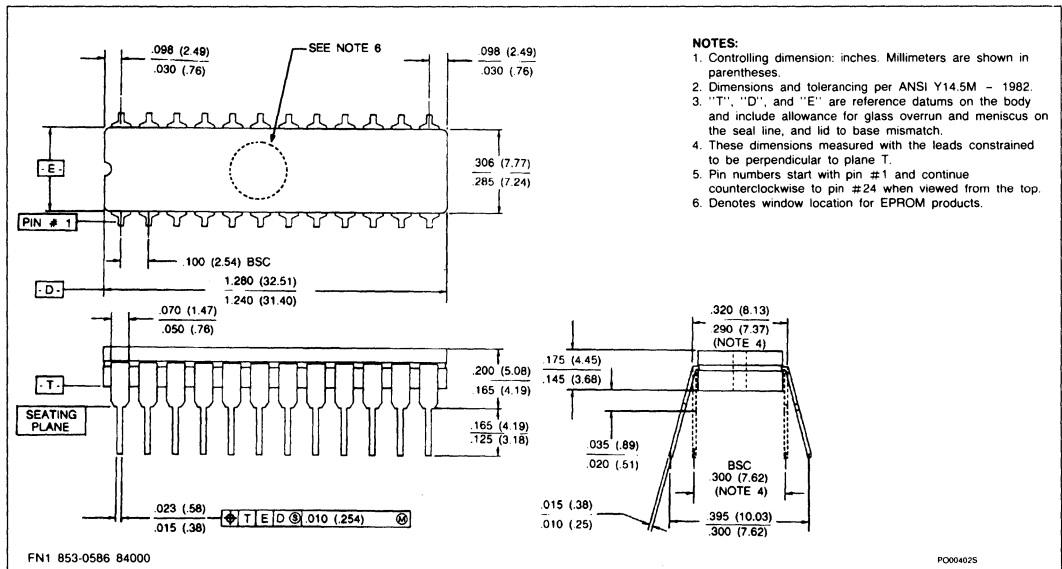 .098 (2.49)
.030 (.76)
SEE NOTE 6
.098 (2.49)
.030 (.76)
NOTES:
1. Controlling dimension: inches. Millimeters are shown in
parentheses.
2. Dimensions and tolerancing per ANSI Y14.5M – 1982.
3. "T", "D", and "E" are reference datums on the body
and include allowance for glass overrun and meniscus on
the seal line, and lid to base mismatch.
4. These dimensions measured with the leads constrained
to be perpendicular to plane T.
5. Pin numbers start with pin #1 and continue
counterclockwise to pin #24 when viewed from the top.
6. Denotes window location for EPROM products.
- E -
.306 (7.77)
.285 (7.24)
PIN # 1
.100 (2.54) BSC
- D -
1.280 (32.51)
1.240 (31.40)
.070 (1.47)
.050 (.76)
- T -
SEATING
PLANE
.200 (5.08)
.165 (4.19)
.165 (4.19)
.125 (3.18)
.023 (.58)
.015 (.38)
⌖ T E D Ⓢ .010 (.254) Ⓜ
.320 (8.13)
.290 (7.37)
(NOTE 4)
.175 (4.45)
.145 (3.68)
.035 (.89)
.020 (.51)
BSC
.300 (7.62)
(NOTE 4)
.015 (.38)
.010 (.25)
.395 (10.03)
.300 (7.62)
FN1 853-0586 84000
PO00402S